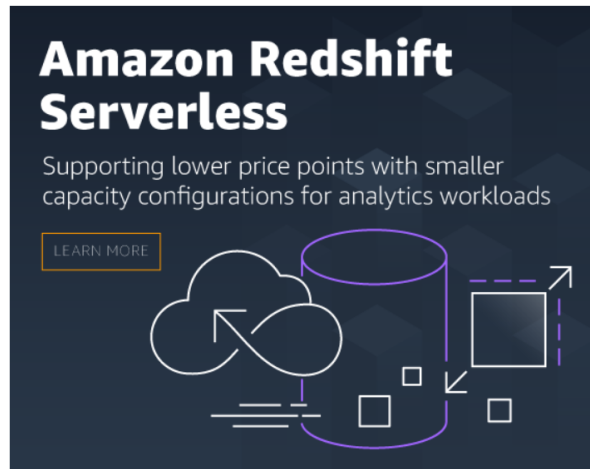 Amazon Redshift
Serverless
Supporting lower price points with smaller
capacity configurations for analytics workloads
LEARN MORE